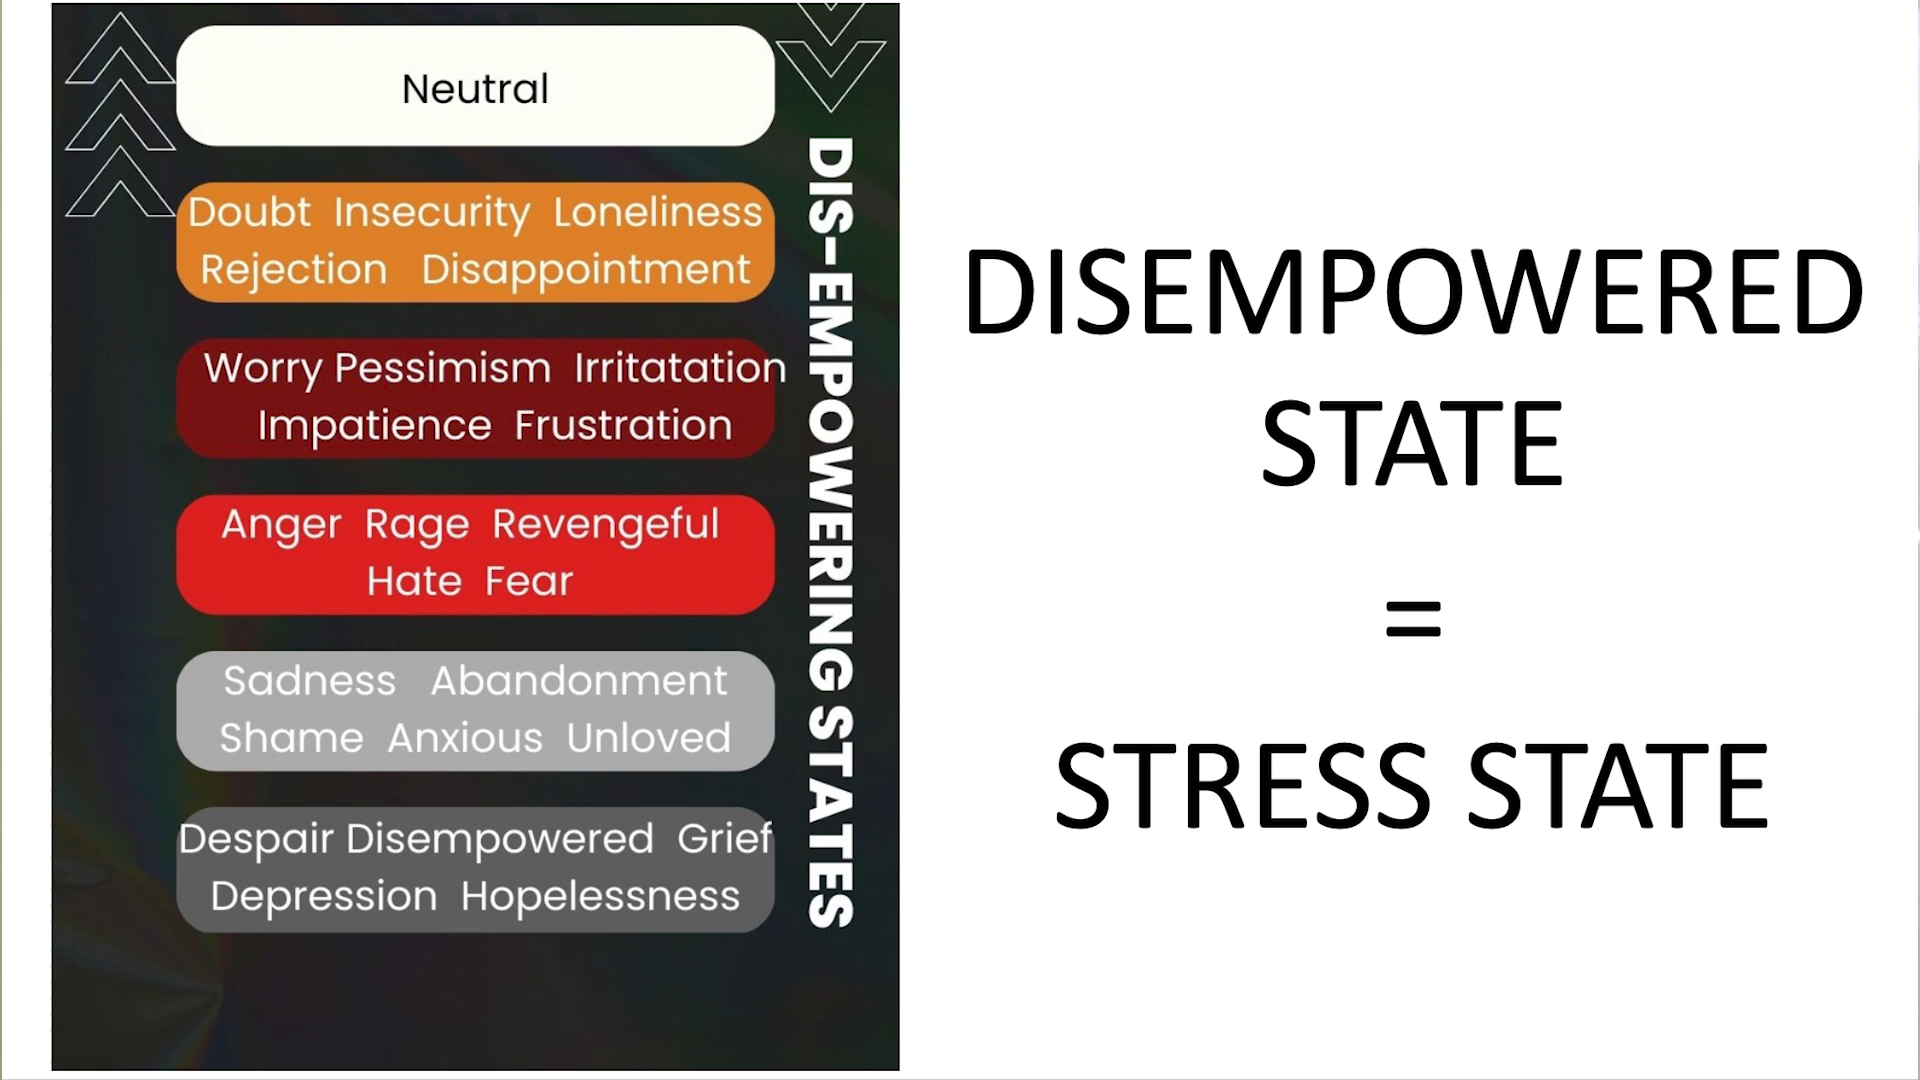 Neutral
Doubt Insecurity Loneliness
Rejection Disappointment
Worry Pessimism Irritatation
Impatience Frustration
Anger Rage Revengeful
Hate Fear
Sadness Abandonment
Shame Anxious Unloved
Despair Disempowered Grief
Depression Hopelessness
DIS-EMPOWERING STATES
DISEMPOWERED
STATE
=
STRESS STATE